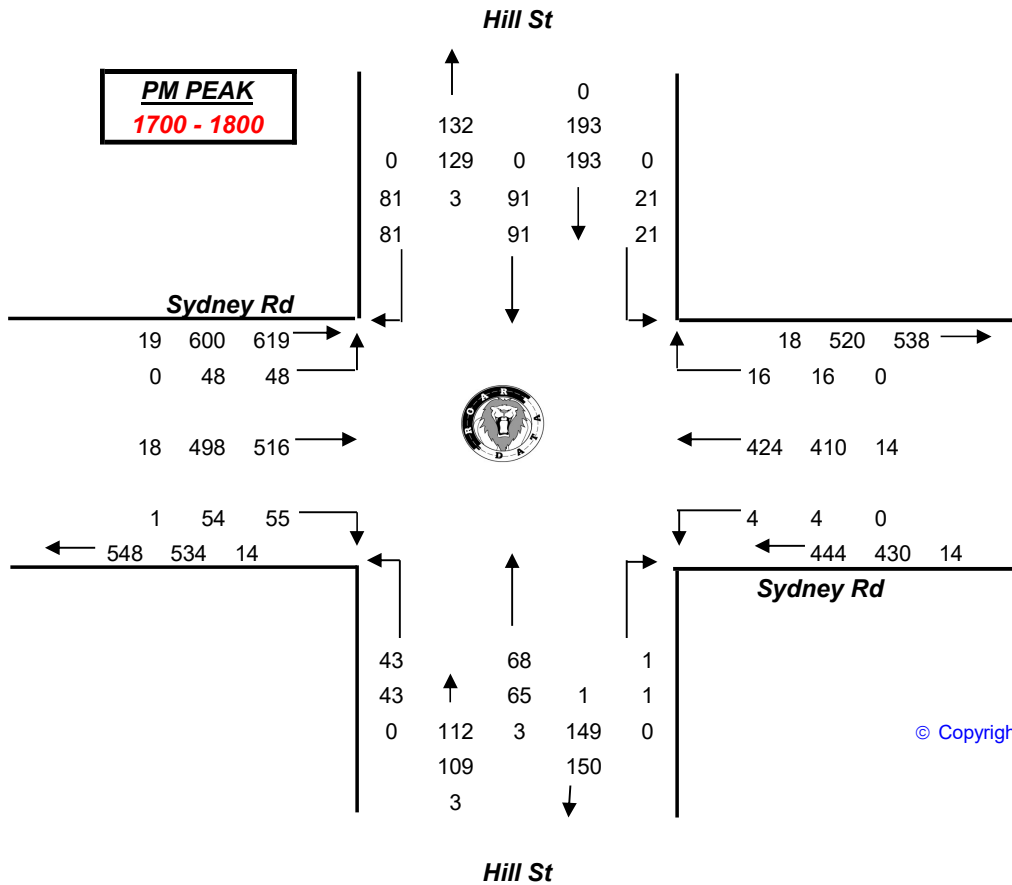 Hill St
PM PEAK
0
1700 - 1800
132 193
0 129 0 193 0
81 3 91 21
81 91 21
Sydney Rd
19 600 619
18 520 538
0 48 48
16 16 0
ROAR DATA
18 498 516
424 410 14
1 54 55
4 4 0
548 534 14
444 430 14
Sydney Rd
43 68 1
43 65 1 1
0 112 3 149 0
© Copyrigh
109 150
3
Hill St